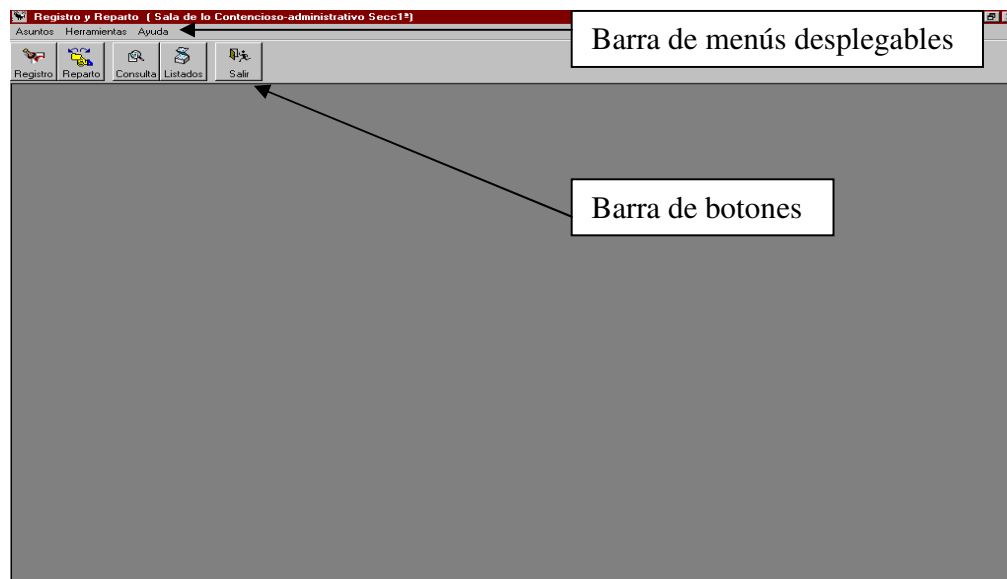 Registro y Reparto ( Sala de lo Contencioso-administrativo Secc1ª)
Asuntos Herramientas Ayuda
Barra de menús desplegables
Registro Reparto Consulta Listados Salir
Barra de botones